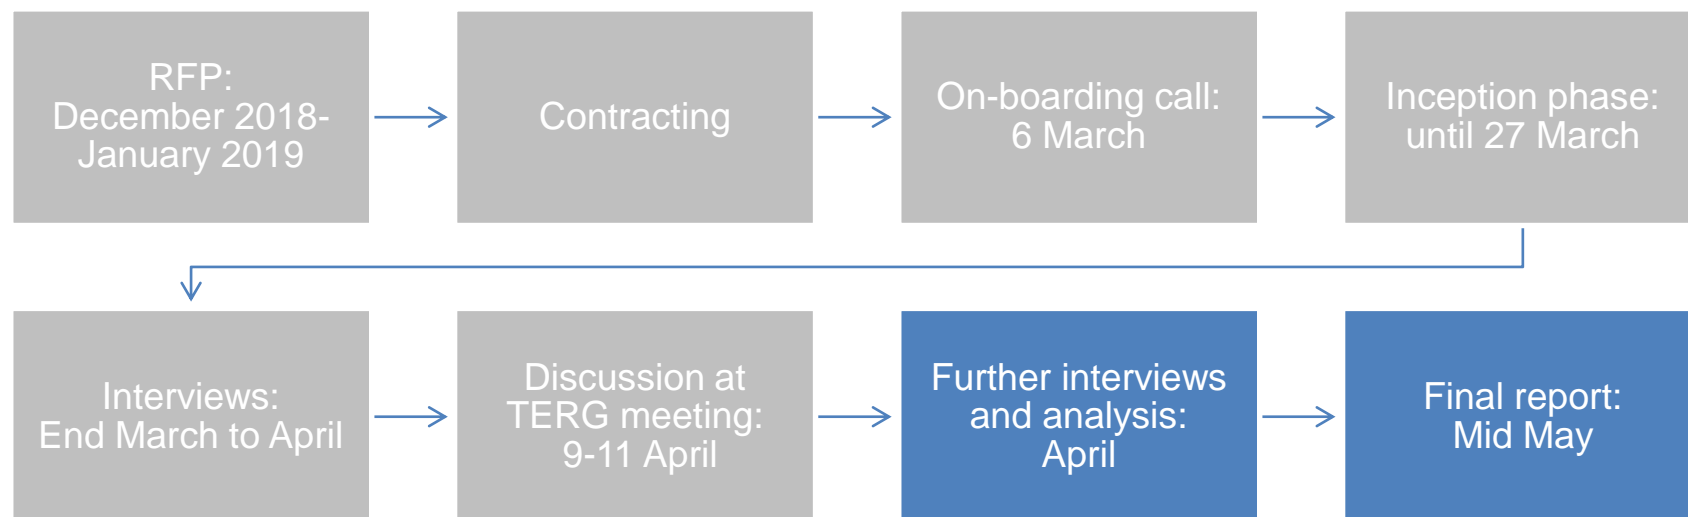 RFP:
December 2018-
January 2019
Contracting
On-boarding call:
6 March
Inception phase:
until 27 March
Interviews:
End March to April
Discussion at
TERG meeting:
9-11 April
Further interviews
and analysis:
April
Final report:
Mid May